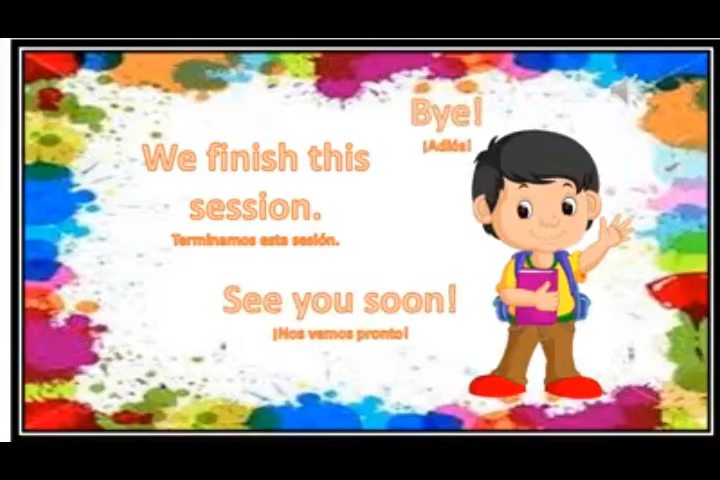 Bye!
¡Adiós!
We finish this
session.
Terminamos esta sesión.
See you soon!
¡Nos vemos pronto!